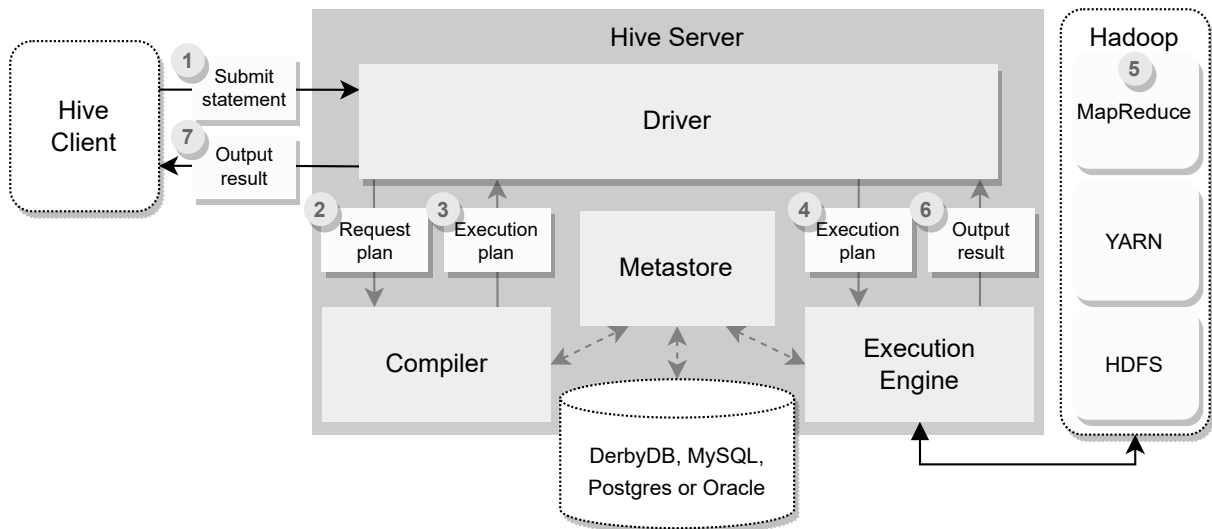 Hive Server
Hadoop
Hive
Client
1
Submit
statement
7
Output
result
Driver
5
MapReduce
2
Request
plan
3
Execution
plan
Metastore
4
Execution
plan
6
Output
result
YARN
Compiler
Execution
Engine
HDFS
DerbyDB, MySQL,
Postgres or Oracle